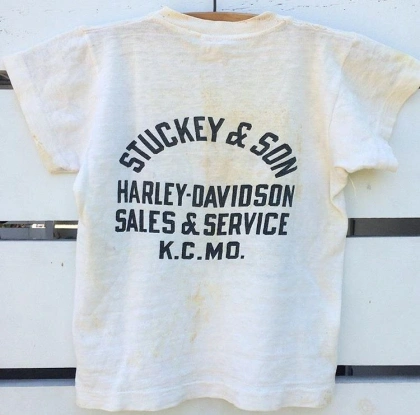 STUCKEY & SON
HARLEY-DAVIDSON
SALES & SERVICE
K.C.MO.